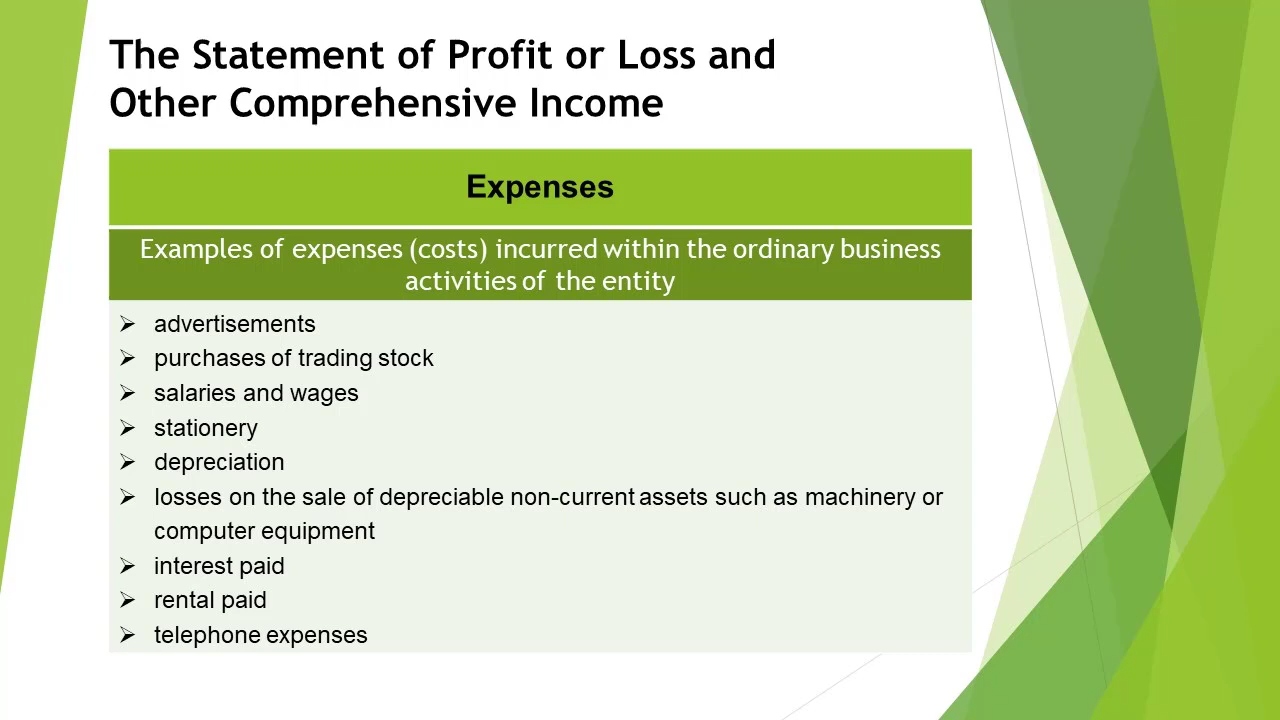 The Statement of Profit or Loss and
Other Comprehensive Income
Expenses
Examples of expenses (costs) incurred within the ordinary business
activities of the entity
➢ advertisements
➢ purchases of trading stock
➢ salaries and wages
➢ stationery
➢ depreciation
➢ losses on the sale of depreciable non-current assets such as machinery or
computer equipment
➢ interest paid
➢ rental paid
➢ telephone expenses